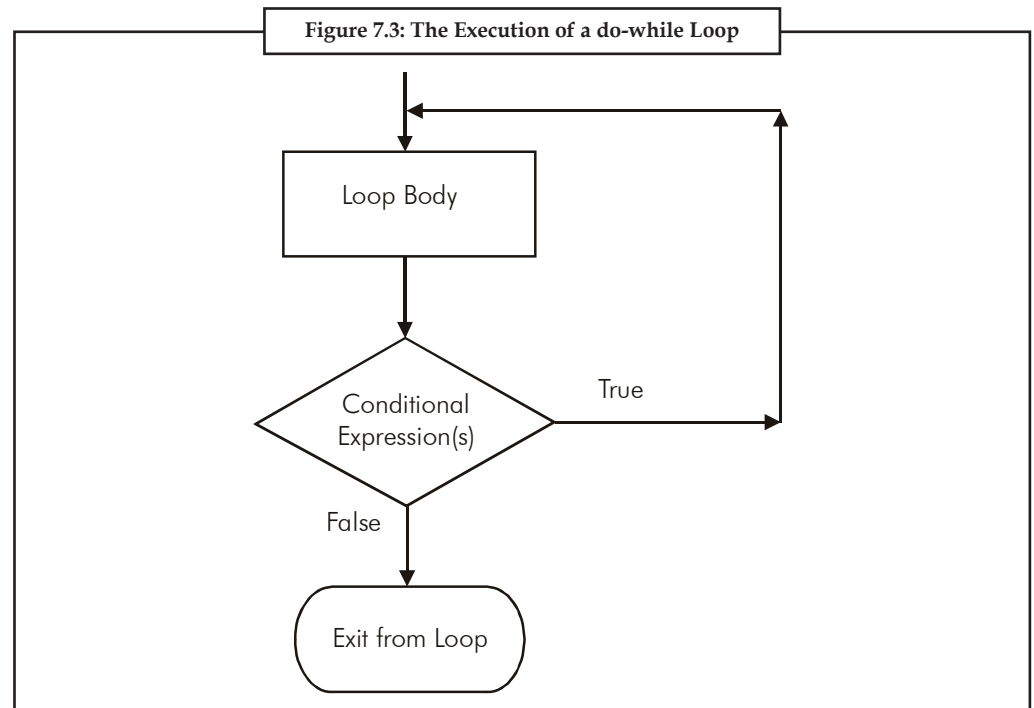 Figure 7.3: The Execution of a do-while Loop
Loop Body
Conditional
Expression(s)
True
False
Exit from Loop